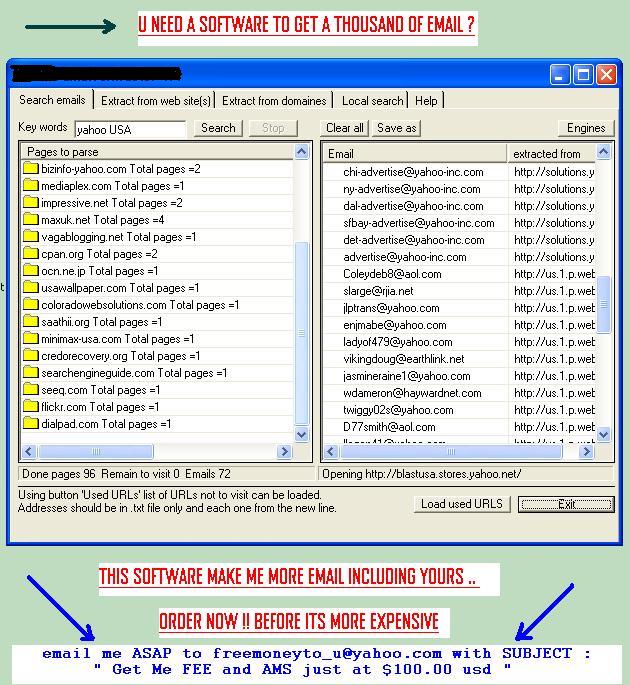 U NEED A SOFTWARE TO GET A THOUSAND OF EMAIL ?
Search emails
Extract from web site(s)
Extract from domaines
Local search
Help
Key words
yahoo USA
Search
Stop
Clear all
Save as
Engines
Pages to parse
bizinfo-yahoo.com Total pages =2
mediaplex.com Total pages =1
impressive.net Total pages =2
maxuk.net Total pages =4
vagablogging.net Total pages =1
cpan.org Total pages =2
ocn.ne.jp Total pages =1
usawallpaper.com Total pages =1
coloradowebsolutions.com Total pages =1
saathii.org Total pages =1
minimax-usa.com Total pages =1
credorecovery.org Total pages =1
searchengineguide.com Total pages =1
seeq.com Total pages =1
flickr.com Total pages =1
dialpad.com Total pages =1
Email extracted from
chi-advertise@yahoo-inc.com http://solutions.y
ny-advertise@yahoo-inc.com http://solutions.y
dal-advertise@yahoo-inc.com http://solutions.y
sfbay-advertise@yahoo-inc.com http://solutions.y
det-advertise@yahoo-inc.com http://solutions.y
advertise@yahoo-inc.com http://solutions.y
Coleydeb8@aol.com http://us.1.p.web
slarge@rjia.net http://us.1.p.web
jlptrans@yahoo.com http://us.1.p.web
enjmabe@yahoo.com http://us.1.p.web
ladyof479@yahoo.com http://us.1.p.web
vikingdoug@earthlink.net http://us.1.p.web
jasmineraine1@yahoo.com http://us.1.p.web
wdameron@haywardnet.com http://us.1.p.web
twiggy02s@yahoo.com http://us.1.p.web
D77smith@aol.com http://us.1.p.web
Done pages 96 Remain to visit 0 Emails 72
Opening http://blastusa.stores.yahoo.net/
Using button 'Used URLs' list of URLs not to visit can be loaded.
Addresses should be in .txt file only and each one from the new line.
Load used URLS
Exit
THIS SOFTWARE MAKE ME MORE EMAIL INCLUDING YOURS ..
ORDER NOW !! BEFORE ITS MORE EXPENSIVE
email me ASAP to freemoneyto_u@yahoo.com with SUBJECT :
" Get Me FEE and AMS just at $100.00 usd "